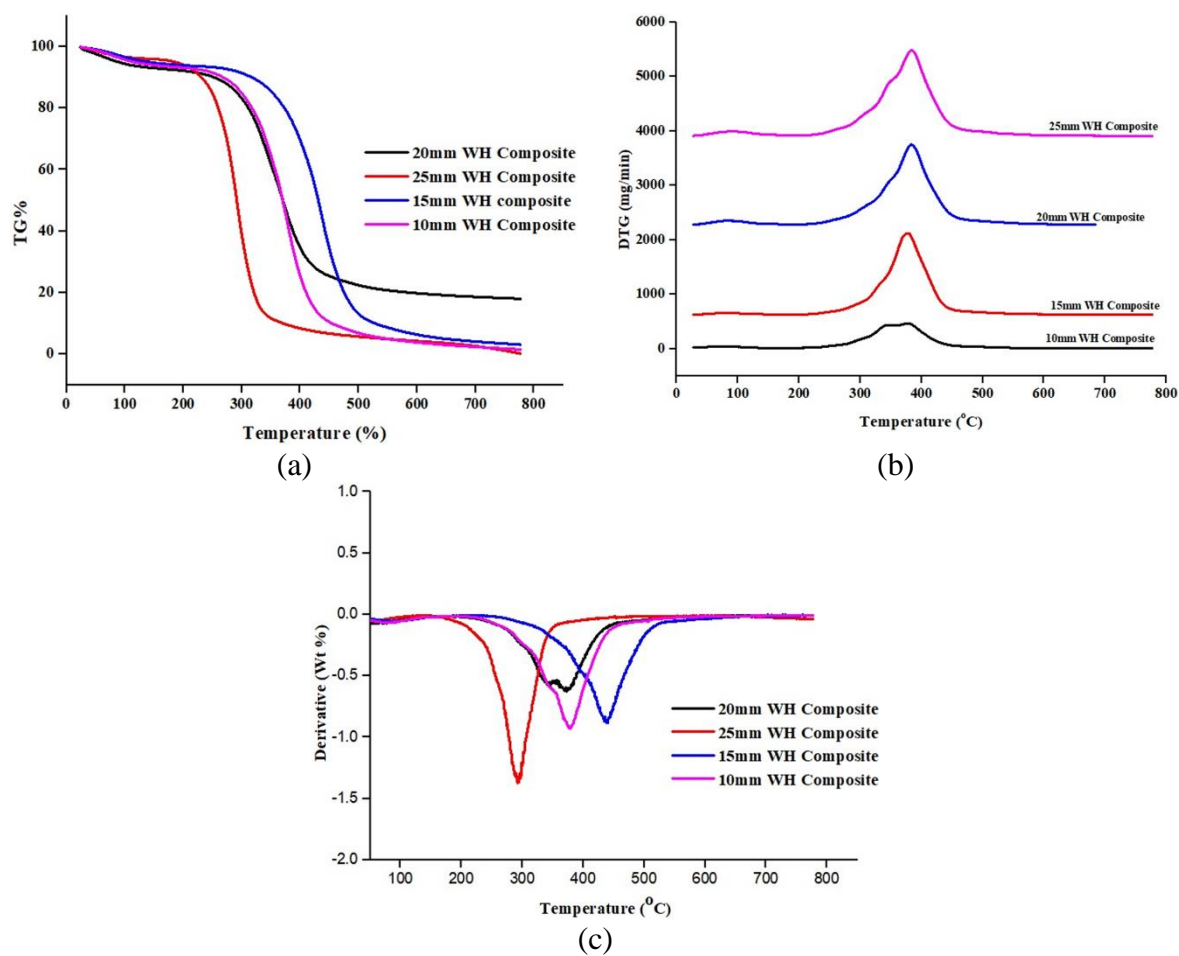 100
80
60
40
20
0
TG%
20mm WH Composite
25mm WH Composite
15mm WH composite
10mm WH Composite
0 100 200 300 400 500 600 700 800
Temperature (%)
(a)
6000
5000
4000
3000
2000
1000
0
DTG (mg/min)
25mm WH Composite
20mm WH Composite
15mm WH Composite
10mm WH Composite
0 100 200 300 400 500 600 700 800
Temperature (°C)
(b)
1.0
0.5
0.0
-0.5
-1.0
-1.5
-2.0
Derivative (Wt %)
20mm WH Composite
25mm WH Composite
15mm WH Composite
10mm WH Composite
100 200 300 400 500 600 700 800
Temperature (°C)
(c)